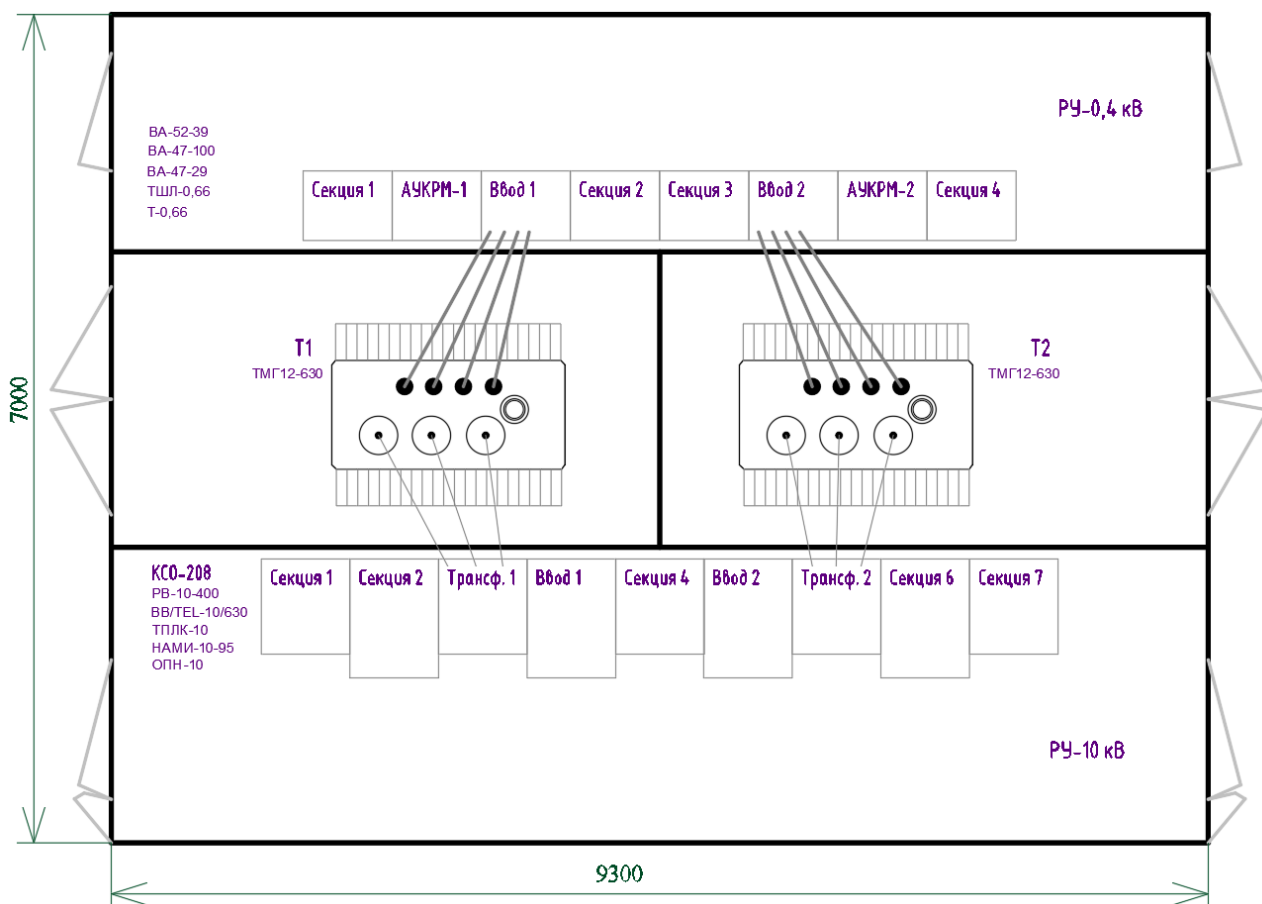 РУ-0,4 кВ
ВА-52-39
ВА-47-100
ВА-47-29
ТШЛ-0,66
Т-0,66
Секция 1 АУКРМ-1 Ввод 1 Секция 2 Секция 3 Ввод 2 АУКРМ-2 Секция 4
Т1
ТМГ12-630
Т2
ТМГ12-630
7000
КСО-208
РВ-10-400
ВВ/TEL-10/630
ТПЛК-10
НАМИ-10-95
ОПН-10
Секция 1 Секция 2 Трансф. 1 Ввод 1 Секция 4 Ввод 2 Трансф. 2 Секция 6 Секция 7
РУ-10 кВ
9300